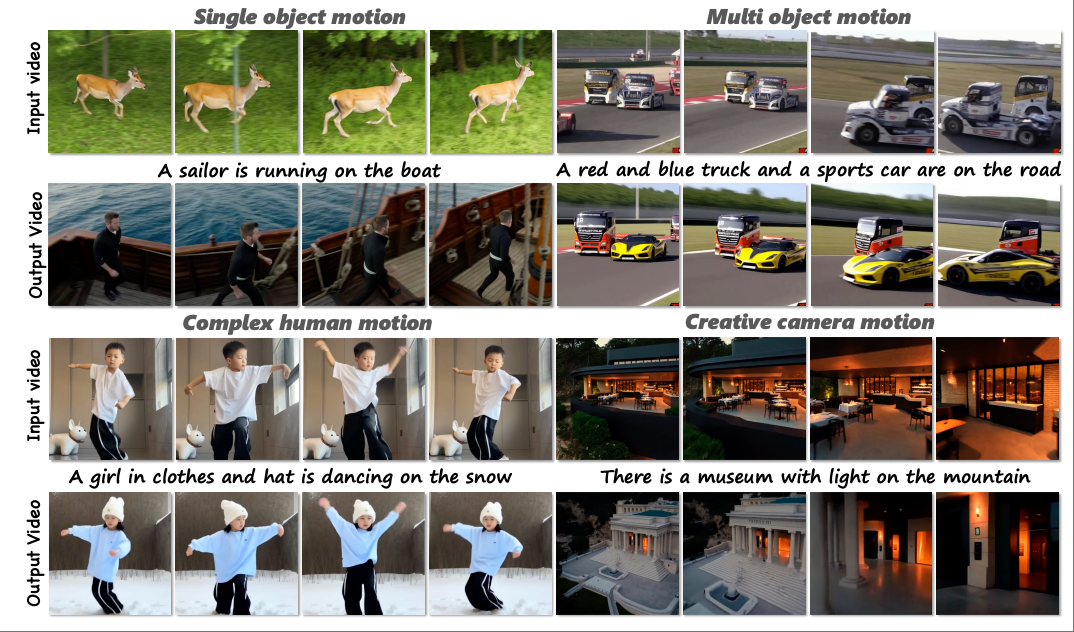 Single object motion
Multi object motion
Input video
A sailor is running on the boat
A red and blue truck and a sports car are on the road
Output Video
Complex human motion
Creative camera motion
Input video
A girl in clothes and hat is dancing on the snow
There is a museum with light on the mountain
Output Video